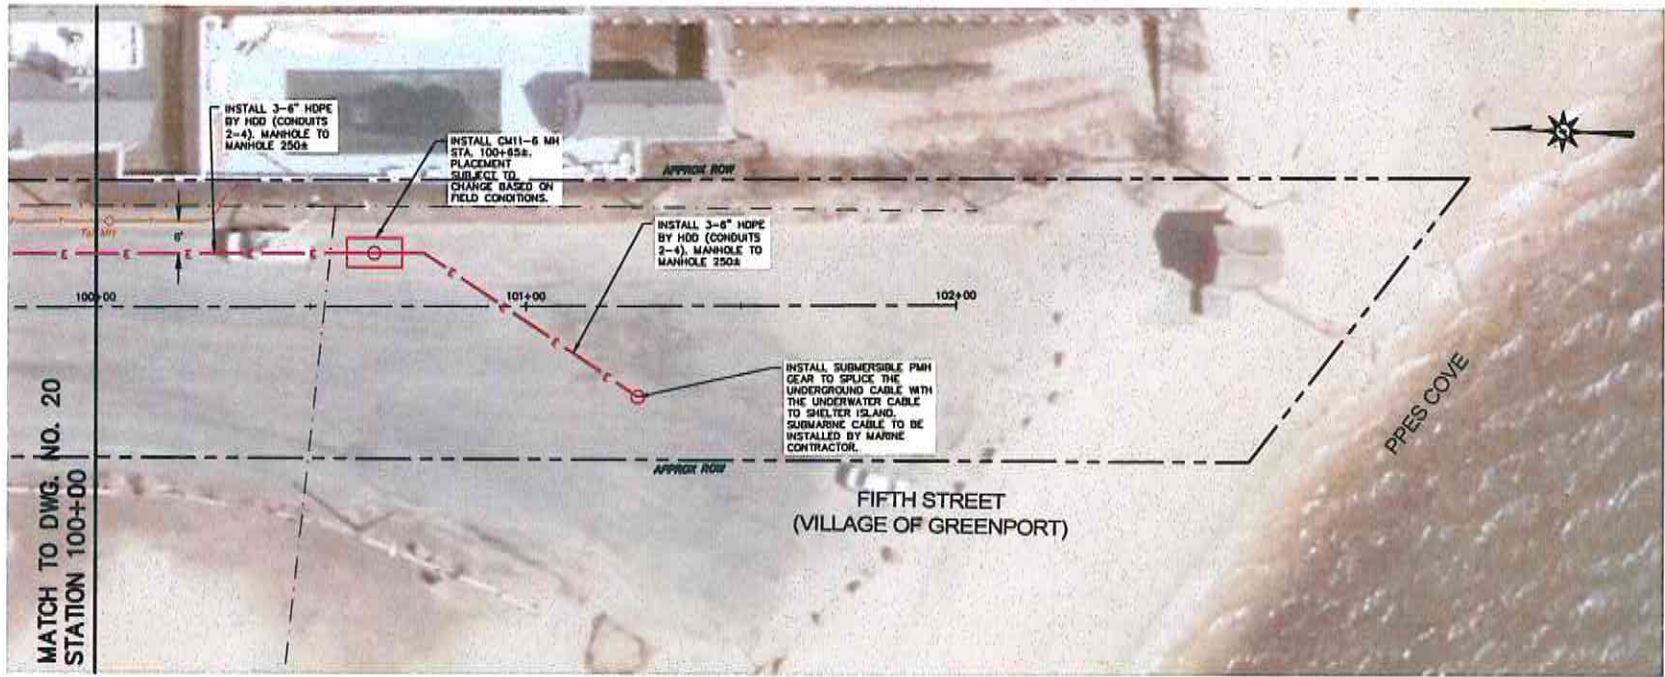 INSTALL 3-6" HDPE
BY HDD (CONDUITS
2-4). MANHOLE TO
MANHOLE 250±
INSTALL CM11-6 MH
STA. 100+65±.
PLACEMENT
SUBJECT TO
CHANGE BASED ON
FIELD CONDITIONS.
APPROX ROW
INSTALL 3-6" HDPE
BY HDD (CONDUITS
2-4). MANHOLE TO
MANHOLE 250±
6'
E E E E E
E E E E
100+00
101+00
102+00
INSTALL SUBMERSIBLE PMH
GEAR TO SPLICE THE
UNDERGROUND CABLE WITH
THE UNDERWATER CABLE
TO SHELTER ISLAND.
SUBMARINE CABLE TO BE
INSTALLED BY MARINE
CONTRACTOR.
APPROX ROW
PPES COVE
FIFTH STREET
(VILLAGE OF GREENPORT)
MATCH TO DWG. NO. 20
STATION 100+00